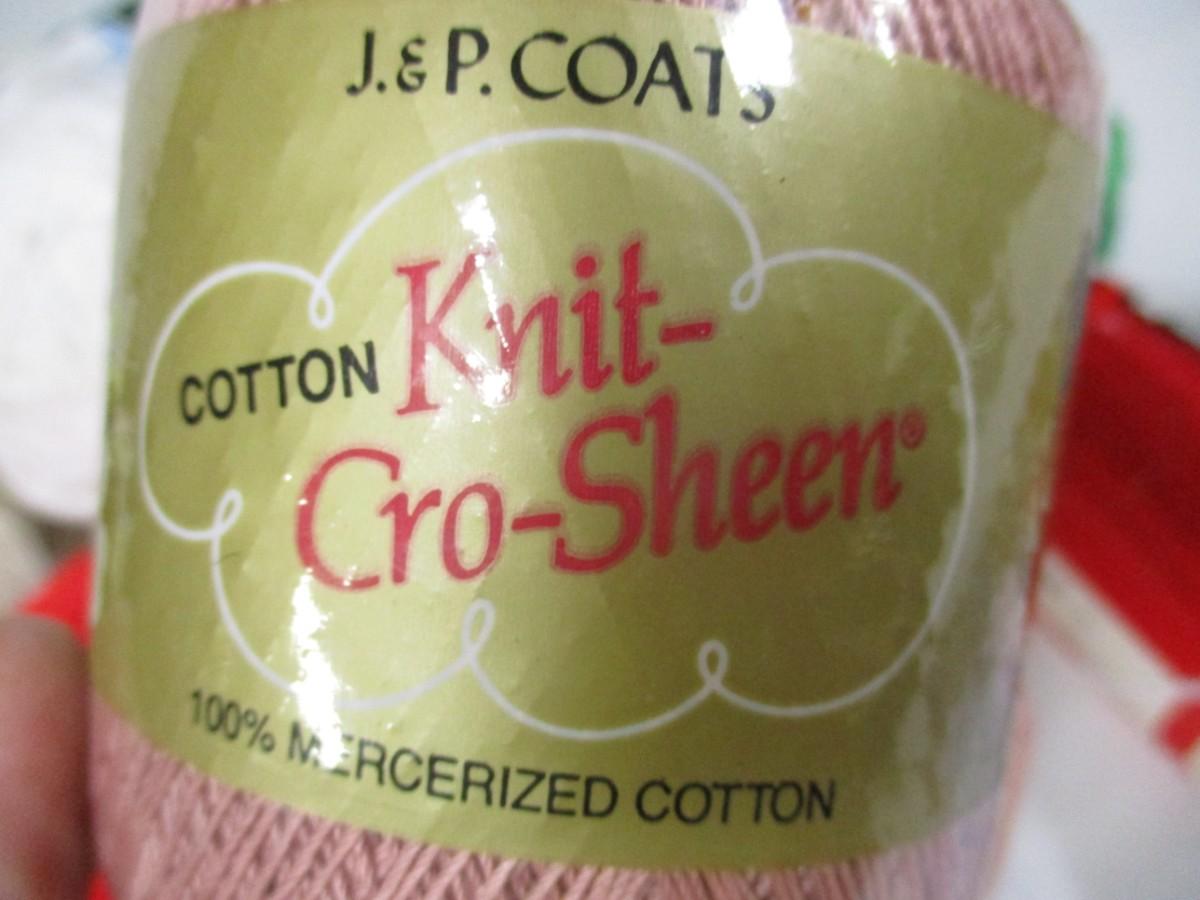 J.&P. COATS
COTTON Knit-
Cro-Sheen®
100% MERCERIZED COTTON